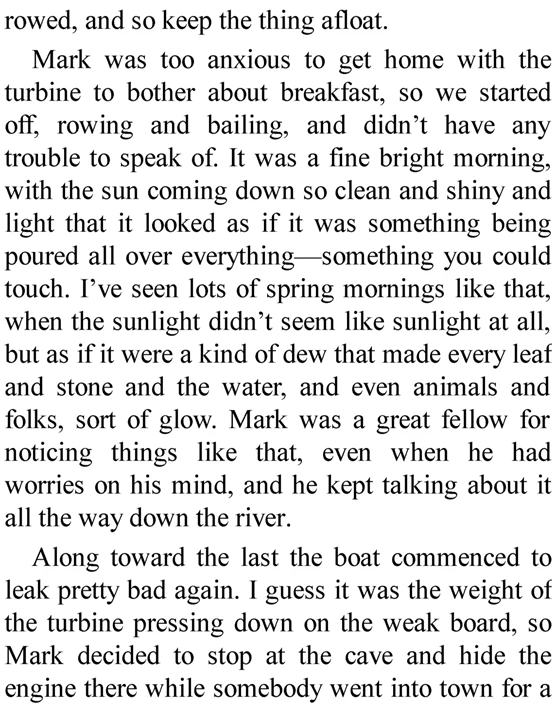 rowed, and so keep the thing afloat.
Mark was too anxious to get home with the
turbine to bother about breakfast, so we started
off, rowing and bailing, and didn’t have any
trouble to speak of. It was a fine bright morning,
with the sun coming down so clean and shiny and
light that it looked as if it was something being
poured all over everything—something you could
touch. I’ve seen lots of spring mornings like that,
when the sunlight didn’t seem like sunlight at all,
but as if it were a kind of dew that made every leaf
and stone and the water, and even animals and
folks, sort of glow. Mark was a great fellow for
noticing things like that, even when he had
worries on his mind, and he kept talking about it
all the way down the river.
Along toward the last the boat commenced to
leak pretty bad again. I guess it was the weight of
the turbine pressing down on the weak board, so
Mark decided to stop at the cave and hide the
engine there while somebody went into town for a